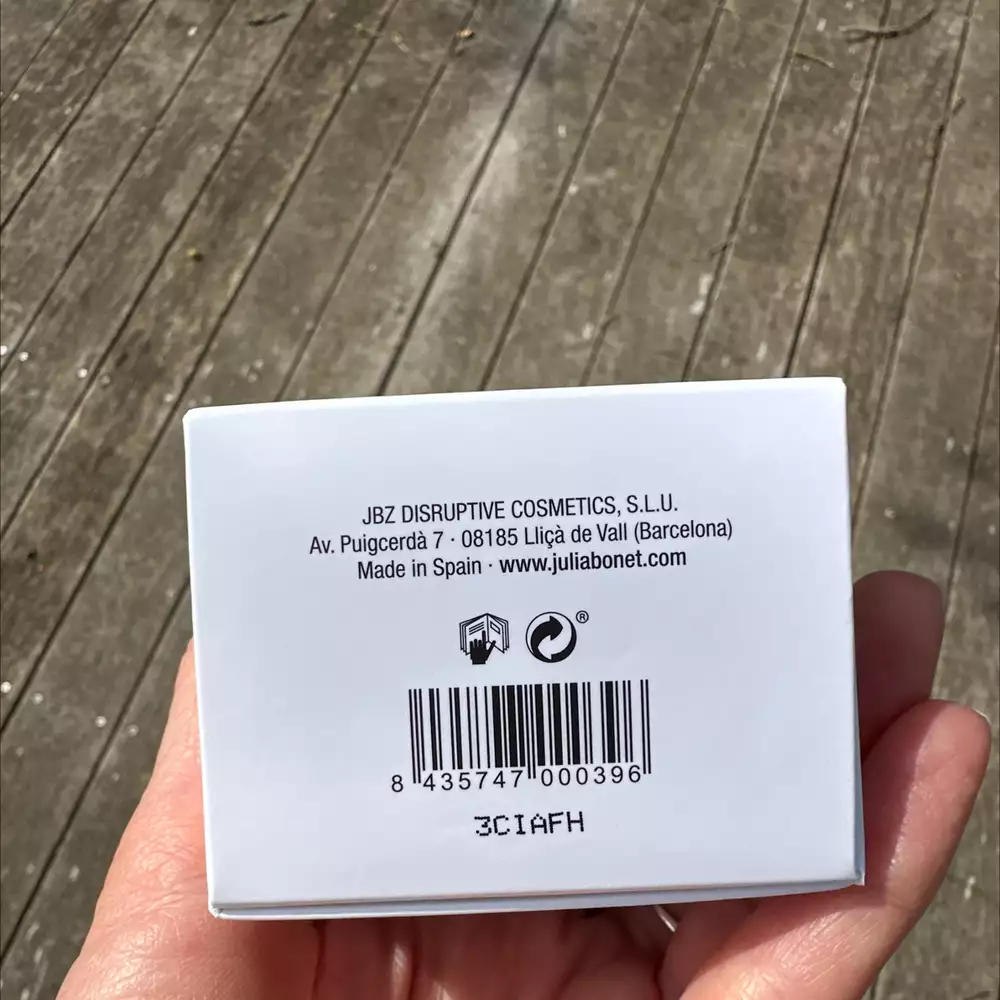 JBZ DISRUPTIVE COSMETICS, S.L.U.
Av. Puigcerdà 7 · 08185 Lliçà de Vall (Barcelona)
Made in Spain · www.juliabonet.com
®
8 435747 000396
3CIAFH